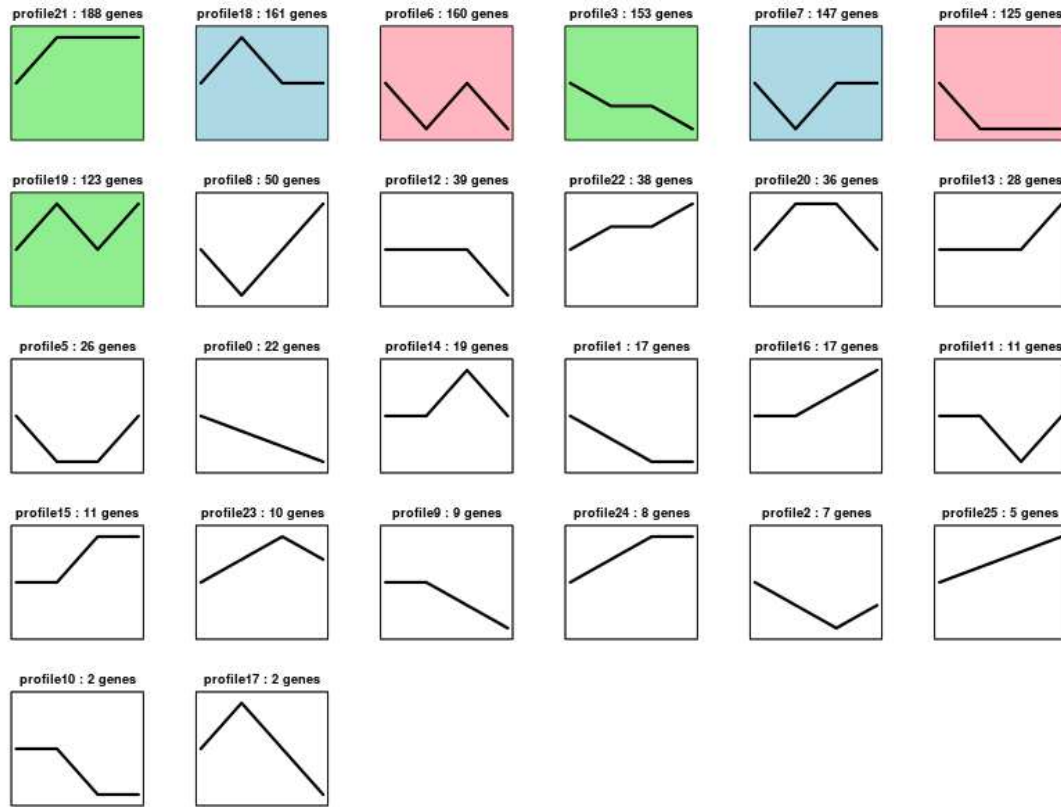 profile21 : 188 genes
profile18 : 161 genes
profile6 : 160 genes
profile3 : 153 genes
profile7 : 147 genes
profile4 : 125 genes
profile19 : 123 genes
profile8 : 50 genes
profile12 : 39 genes
profile22 : 38 genes
profile20 : 36 genes
profile13 : 28 genes
profile5 : 26 genes
profile0 : 22 genes
profile14 : 19 genes
profile1 : 17 genes
profile16 : 17 genes
profile11 : 11 genes
profile15 : 11 genes
profile23 : 10 genes
profile9 : 9 genes
profile24 : 8 genes
profile2 : 7 genes
profile25 : 5 genes
profile10 : 2 genes
profile17 : 2 genes